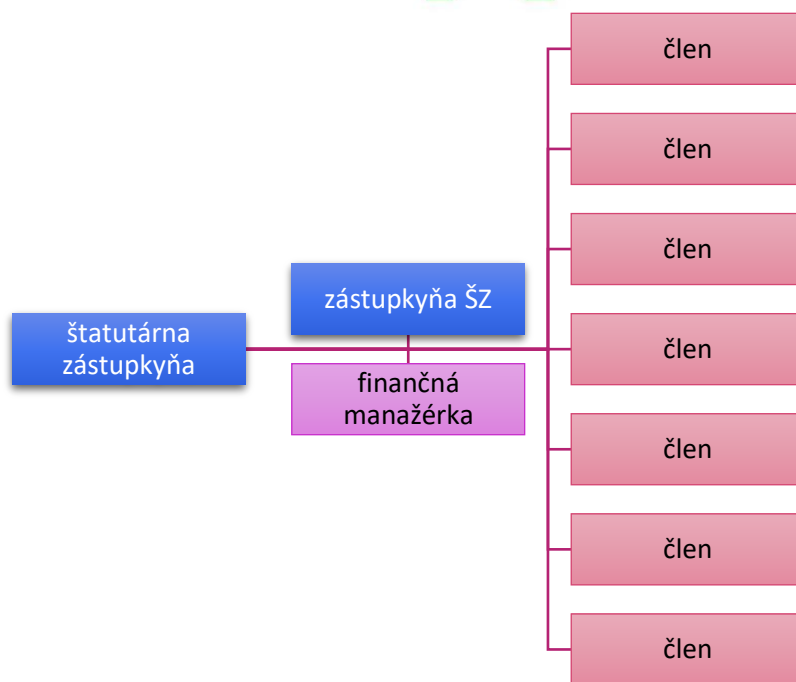 štatutárna
zástupkyňa
zástupkyňa ŠZ
finančná
manažérka
člen
člen
člen
člen
člen
člen
člen